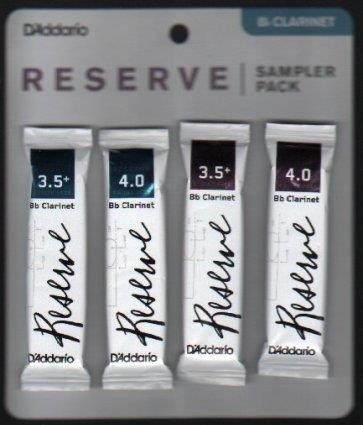 D'Addario
B♭ CLARINET
RESERVE
SAMPLER
PACK
3.5+
Bb Clarinet
Reserve
D'Addario
4.0
Bb Clarinet
Reserve
D'Addario
3.5+
Bb Clarinet
Reserve
D'Addario
4.0
Bb Clarinet
Reserve
D'Addario